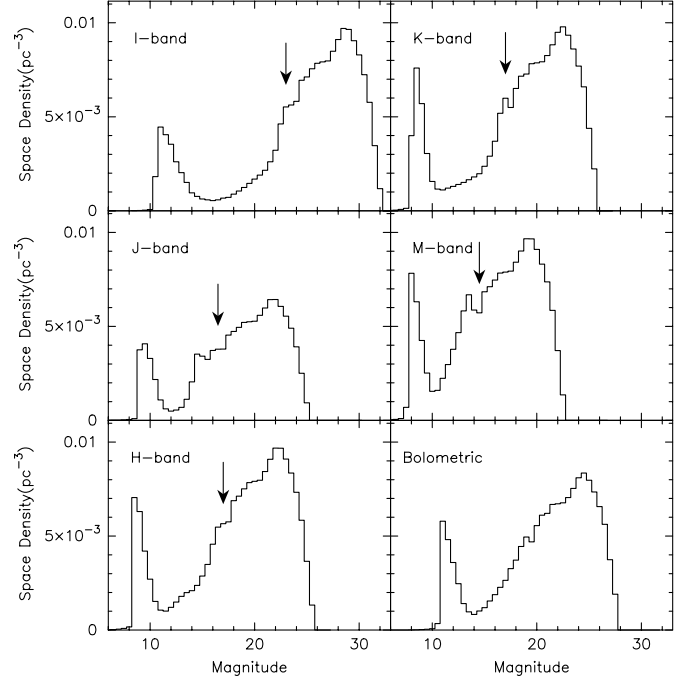 0.01
I−band
K−band
Space Density(pc⁻³)
5×10⁻³
0
0.01
J−band
M−band
Space Density(pc⁻³)
5×10⁻³
0
0.01
H−band
Bolometric
Space Density(pc⁻³)
5×10⁻³
0
10 20 30 10 20 30
Magnitude Magnitude